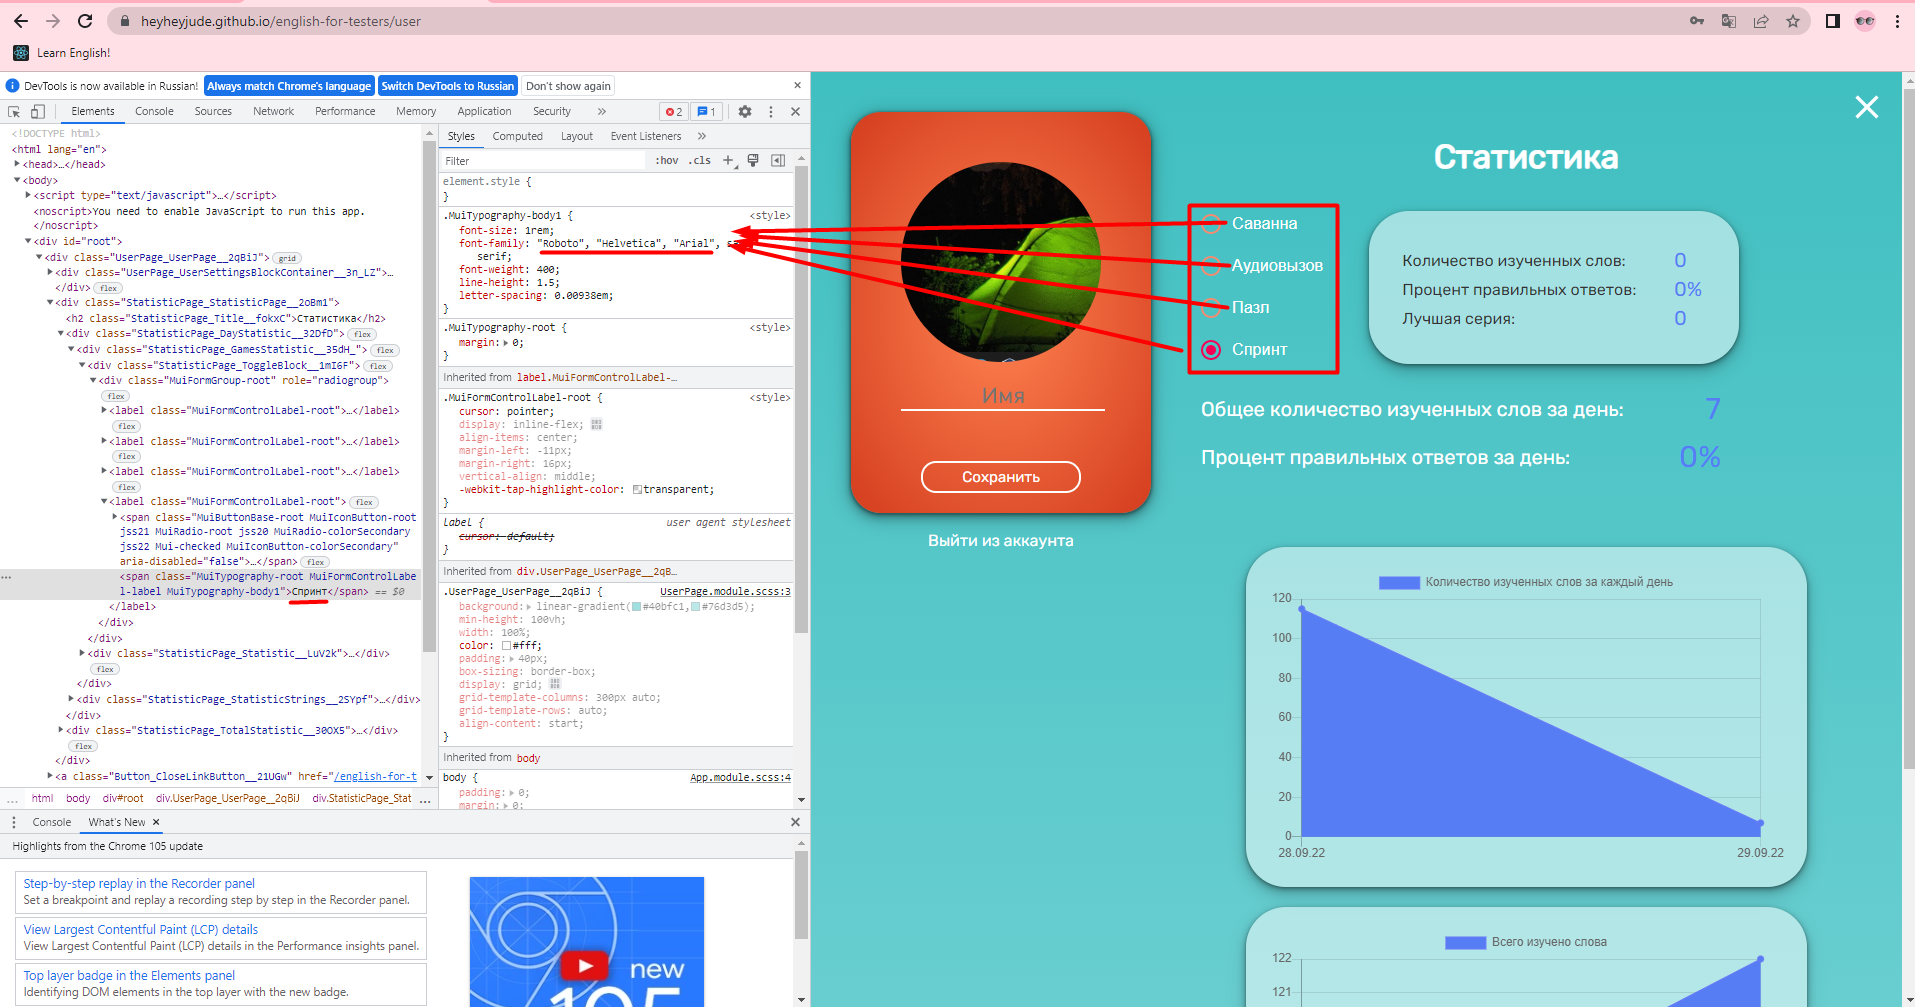 heyheyjude.github.io/english-for-testers/user
Learn English!
DevTools is now available in Russian! Always match Chrome's language Switch DevTools to Russian Don't show again
Elements Console Sources Network Performance Memory Application Security » 2 1
<!DOCTYPE html>
<html lang="en">
<head>…</head>
<body>
<script type="text/javascript">…</script>
<noscript>You need to enable JavaScript to run this app.
</noscript>
<div id="root">
<div class="UserPage_UserPage__2qBiJ"> grid
<div class="UserPage_UserSettingsBlockContainer__3n_LZ">…
</div> flex
<div class="StatisticPage_StatisticPage__2oBm1">
<h2 class="StatisticPage_Title__fokxC">Статистика</h2>
<div class="StatisticPage_DayStatistic__32DfD"> flex
<div class="StatisticPage_GamesStatistic__35dH_"> flex
<div class="StatisticPage_ToggleBlock__1mI6F"> flex
<div class="MuiFormGroup-root" role="radiogroup">
flex
<label class="MuiFormControlLabel-root">…</label>
flex
<label class="MuiFormControlLabel-root">…</label>
flex
<label class="MuiFormControlLabel-root">…</label>
flex
<label class="MuiFormControlLabel-root"> flex
<span class="MuiButtonBase-root MuiIconButton-root
jss21 MuiRadio-root jss20 MuiRadio-colorSecondary
jss22 Mui-checked MuiIconButton-colorSecondary"
aria-disabled="false">…</span> flex
<span class="MuiTypography-root MuiFormControlLabe
l-label MuiTypography-body1">Спринт</span> == $0
</label>
</div>
</div>
<div class="StatisticPage_Statistic__LuV2k">…</div>
flex
</div>
<div class="StatisticPage_StatisticStrings__2SYpf">…</div>
</div>
<div class="StatisticPage_TotalStatistic__30OX5">…</div>
flex
</div>
<a class="Button_CloseLinkButton__21UGw" href="/english-for-t
… html body div#root div.UserPage_UserPage__2qBiJ div.StatisticPage_Stat …
Styles Computed Layout Event Listeners »
Filter :hov .cls +
element.style {
}
.MuiTypography-body1 { <style>
font-size: 1rem;
font-family: "Roboto", "Helvetica", "Arial",
serif;
font-weight: 400;
line-height: 1.5;
letter-spacing: 0.00938em;
}
.MuiTypography-root { <style>
margin: 0;
}
Inherited from label.MuiFormControlLabel-…
.MuiFormControlLabel-root { <style>
cursor: pointer;
display: inline-flex;
align-items: center;
margin-left: -11px;
margin-right: 16px;
vertical-align: middle;
-webkit-tap-highlight-color: transparent;
}
label { user agent stylesheet
cursor: default;
}
Inherited from div.UserPage_UserPage__2qB…
.UserPage_UserPage__2qBiJ { UserPage.module.scss:3
background: linear-gradient(#40bfc1, #76d3d5);
min-height: 100vh;
width: 100%;
color: #fff;
padding: 40px;
box-sizing: border-box;
display: grid;
grid-template-columns: 300px auto;
grid-template-rows: auto;
align-content: start;
}
Inherited from body
body { App.module.scss:4
padding: 0;
margin: 0;
Console What's New
Highlights from the Chrome 105 update
Step-by-step replay in the Recorder panel
Set a breakpoint and replay a recording step by step in the Recorder panel.
View Largest Contentful Paint (LCP) details
View Largest Contentful Paint (LCP) details in the Performance insights panel.
Top layer badge in the Elements panel
Identifying DOM elements in the top layer with the new badge.
new
105
Имя
Сохранить
Выйти из аккаунта
Статистика
Саванна
Аудиовызов
Пазл
Спринт
Количество изученных слов: 0
Процент правильных ответов: 0%
Лучшая серия: 0
Общее количество изученных слов за день: 7
Процент правильных ответов за день: 0%
Количество изученных слов за каждый день
120
100
80
60
40
20
0
28.09.22 29.09.22
Всего изучено слова
122
121